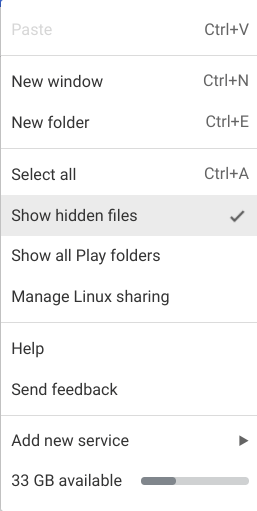 Paste Ctrl+V
New window Ctrl+N
New folder Ctrl+E
Select all Ctrl+A
Show hidden files
Show all Play folders
Manage Linux sharing
Help
Send feedback
Add new service
33 GB available